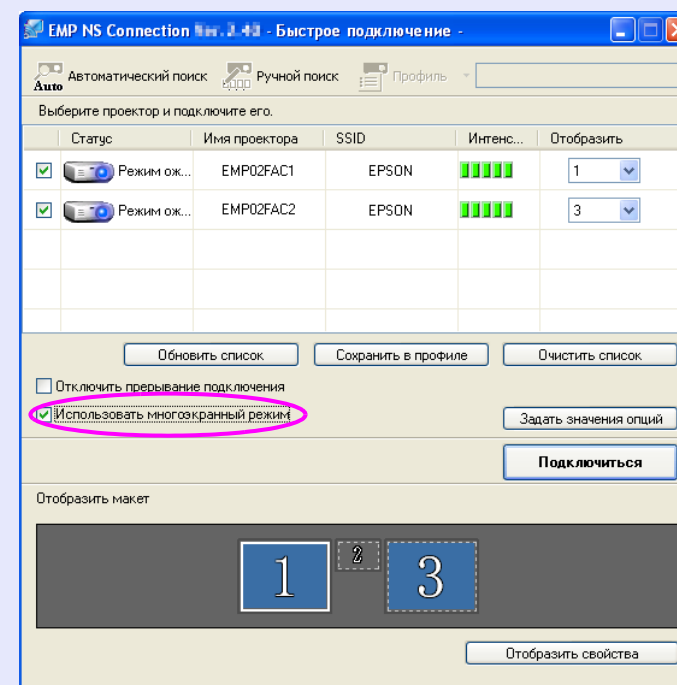 EMP NS Connection - Быстрое подключение -
Auto Автоматический поиск Ручной поиск Профиль
Выберите проектор и подключите его.
Статус Имя проектора SSID Интенс... Отобразить
Режим ож... EMP02FAC1 EPSON 1
Режим ож... EMP02FAC2 EPSON 3
Обновить список Сохранить в профиле Очистить список
Отключить прерывание подключения
Использовать многоэкранный режим
Задать значения опций
Подключиться
Отобразить макет
1 2 3
Отобразить свойства